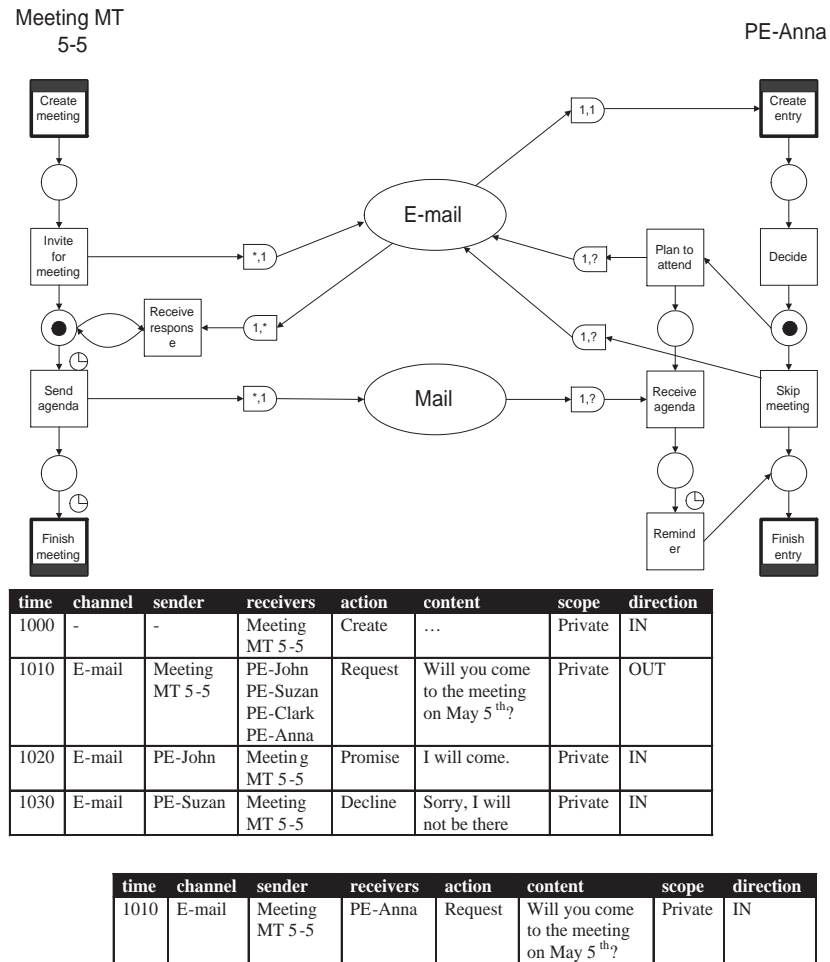 Meeting MT
5-5
PE-Anna
Create
meeting
1,1
Create
entry
E-mail
Invite
for
meeting
*,1
1,?
Plan to
attend
Decide
Receive
respons
e
1,*
1,?
Send
agenda
*,1
Mail
1,?
Receive
agenda
Skip
meeting
Finish
meeting
Remind
er
Finish
entry
time channel sender receivers action content scope direction
1000 - - Meeting Create … Private IN
MT 5-5
1010 E-mail Meeting PE-John Request Will you come Private OUT
MT 5-5 PE-Suzan to the meeting
PE-Clark on May 5 th?
PE-Anna
1020 E-mail PE-John Meeting Promise I will come. Private IN
MT 5-5
1030 E-mail PE-Suzan Meeting Decline Sorry, I will Private IN
MT 5-5 not be there
time channel sender receivers action content scope direction
1010 E-mail Meeting PE-Anna Request Will you come Private IN
MT 5-5 to the meeting
on May 5 th?